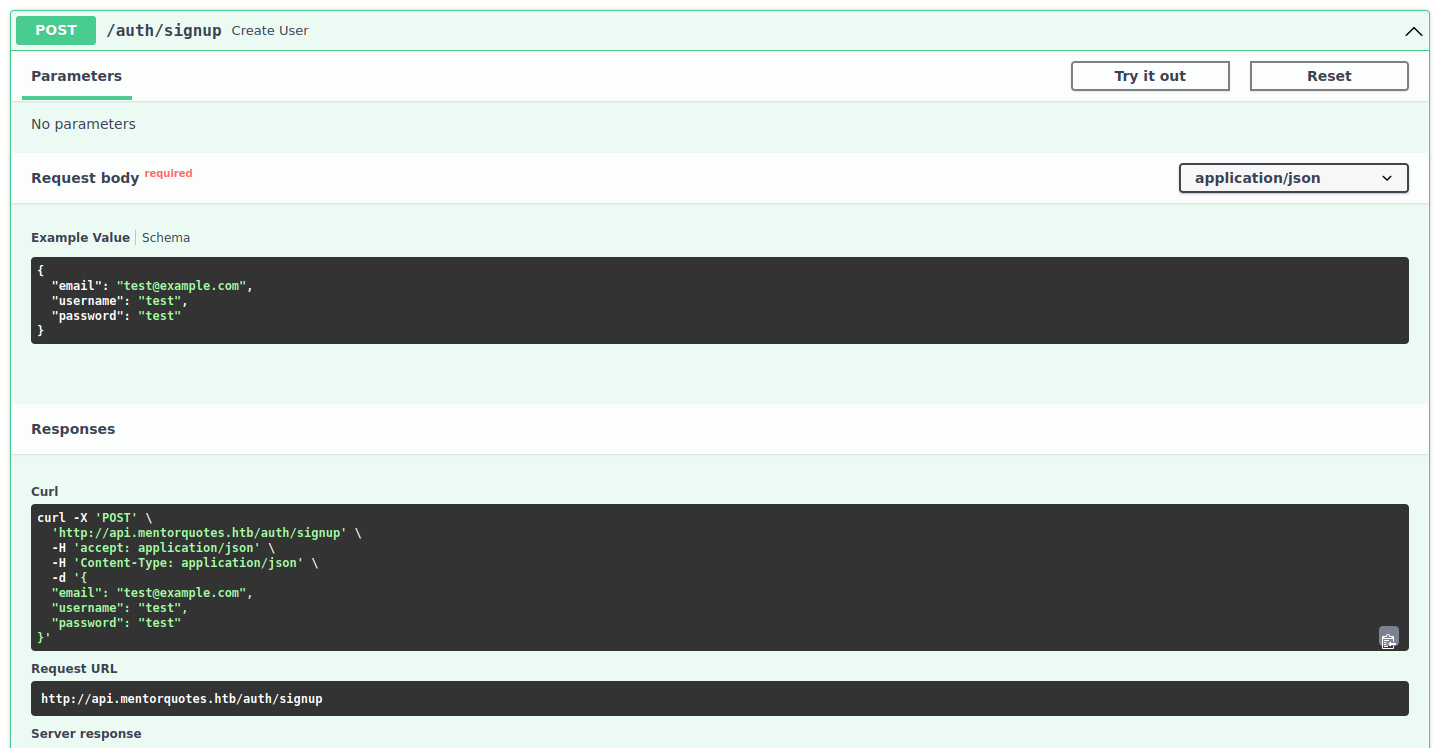 POST /auth/signup Create User
Parameters Try it out Reset
No parameters
Request body required application/json
Example Value Schema
{
  "email": "test@example.com",
  "username": "test",
  "password": "test"
}
Responses
Curl
curl -X 'POST' \
  'http://api.mentorquotes.htb/auth/signup' \
  -H 'accept: application/json' \
  -H 'Content-Type: application/json' \
  -d '{
  "email": "test@example.com",
  "username": "test",
  "password": "test"
}'
Request URL
http://api.mentorquotes.htb/auth/signup
Server response